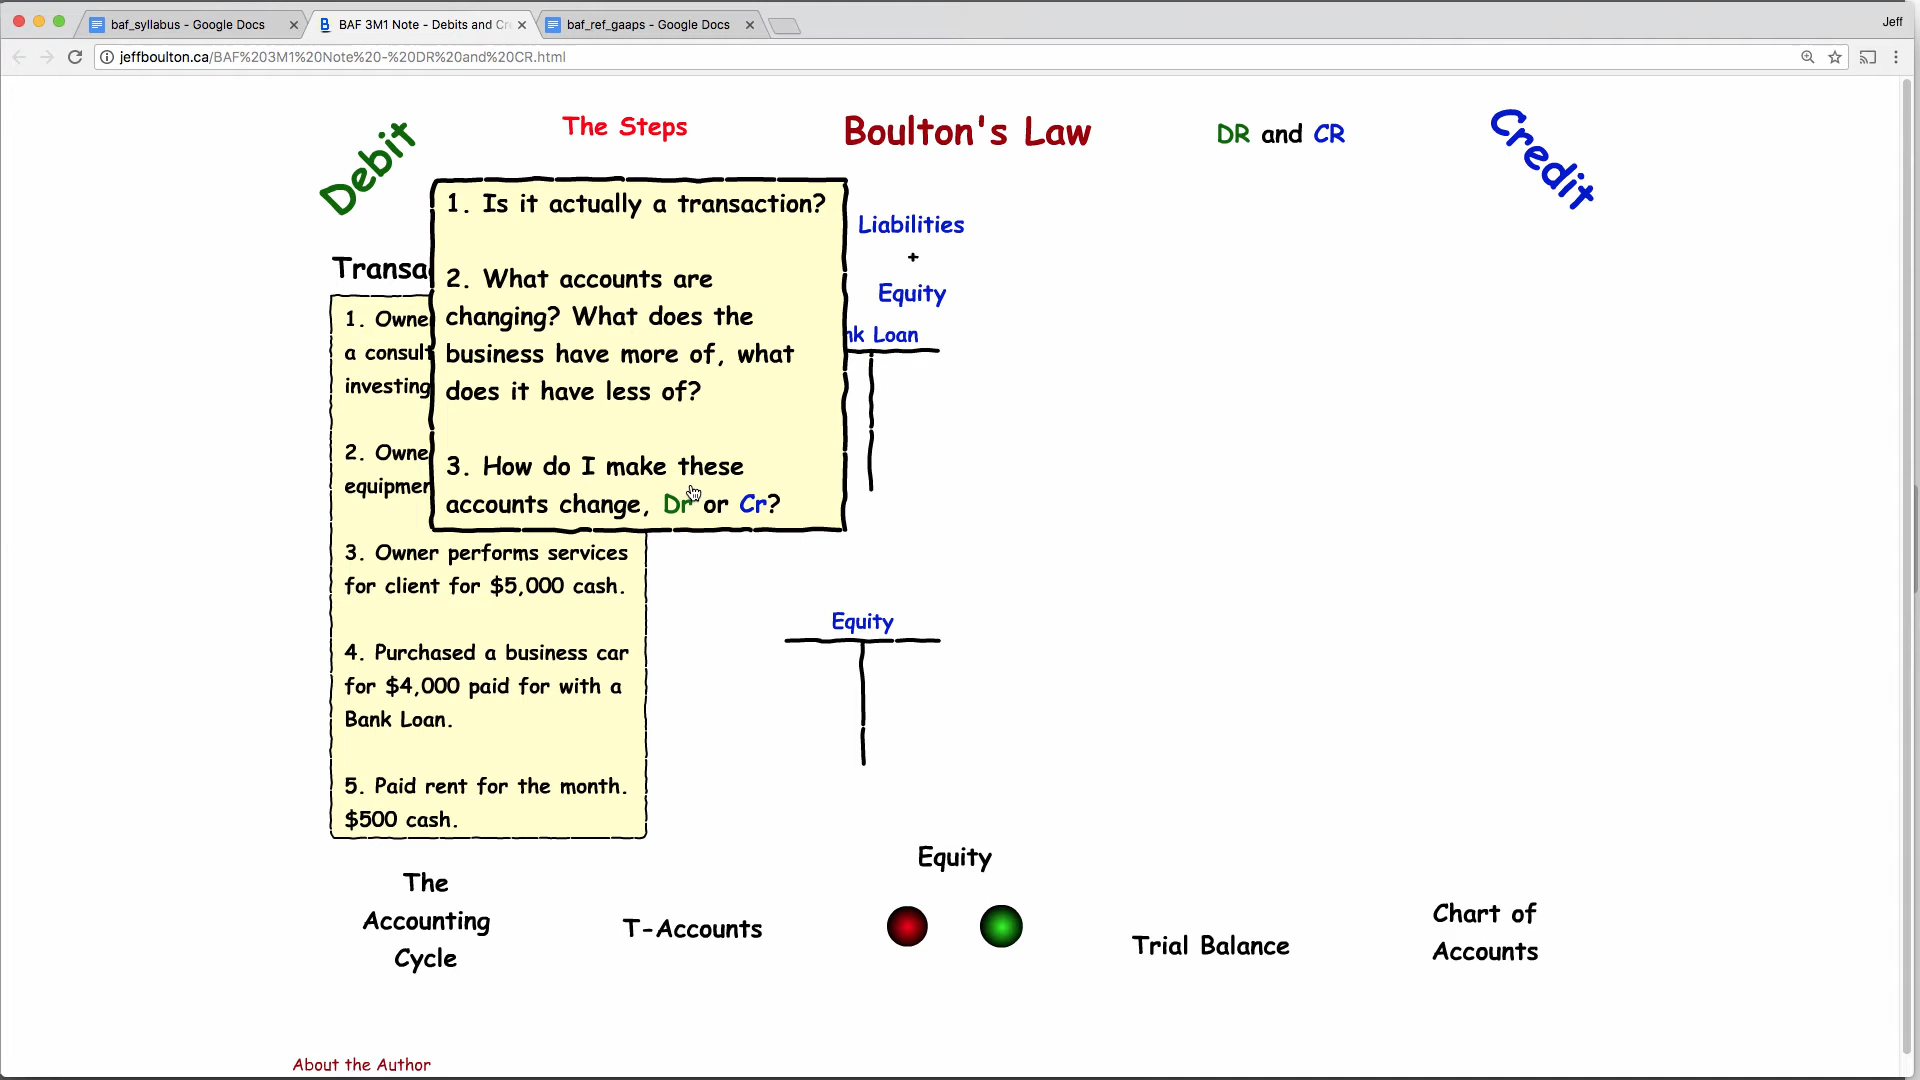 baf_syllabus - Google Docs
BAF 3M1 Note - Debits and Cr
baf_ref_gaaps - Google Docs
Jeff
jeffboulton.ca/BAF%203M1%20Note%20-%20DR%20and%20CR.html
Debit
The Steps
Boulton's Law
DR and CR
Credit
1. Is it actually a transaction?
2. What accounts are
changing? What does the
business have more of, what
does it have less of?
3. How do I make these
accounts change, Dr or Cr?
Liabilities
+
Equity
nk Loan
Transa
1. Owne
a consult
investing
2. Owne
equipmen
3. Owner performs services
for client for $5,000 cash.
4. Purchased a business car
for $4,000 paid for with a
Bank Loan.
5. Paid rent for the month.
$500 cash.
Equity
Equity
The
Accounting
Cycle
T-Accounts
Trial Balance
Chart of
Accounts
About the Author